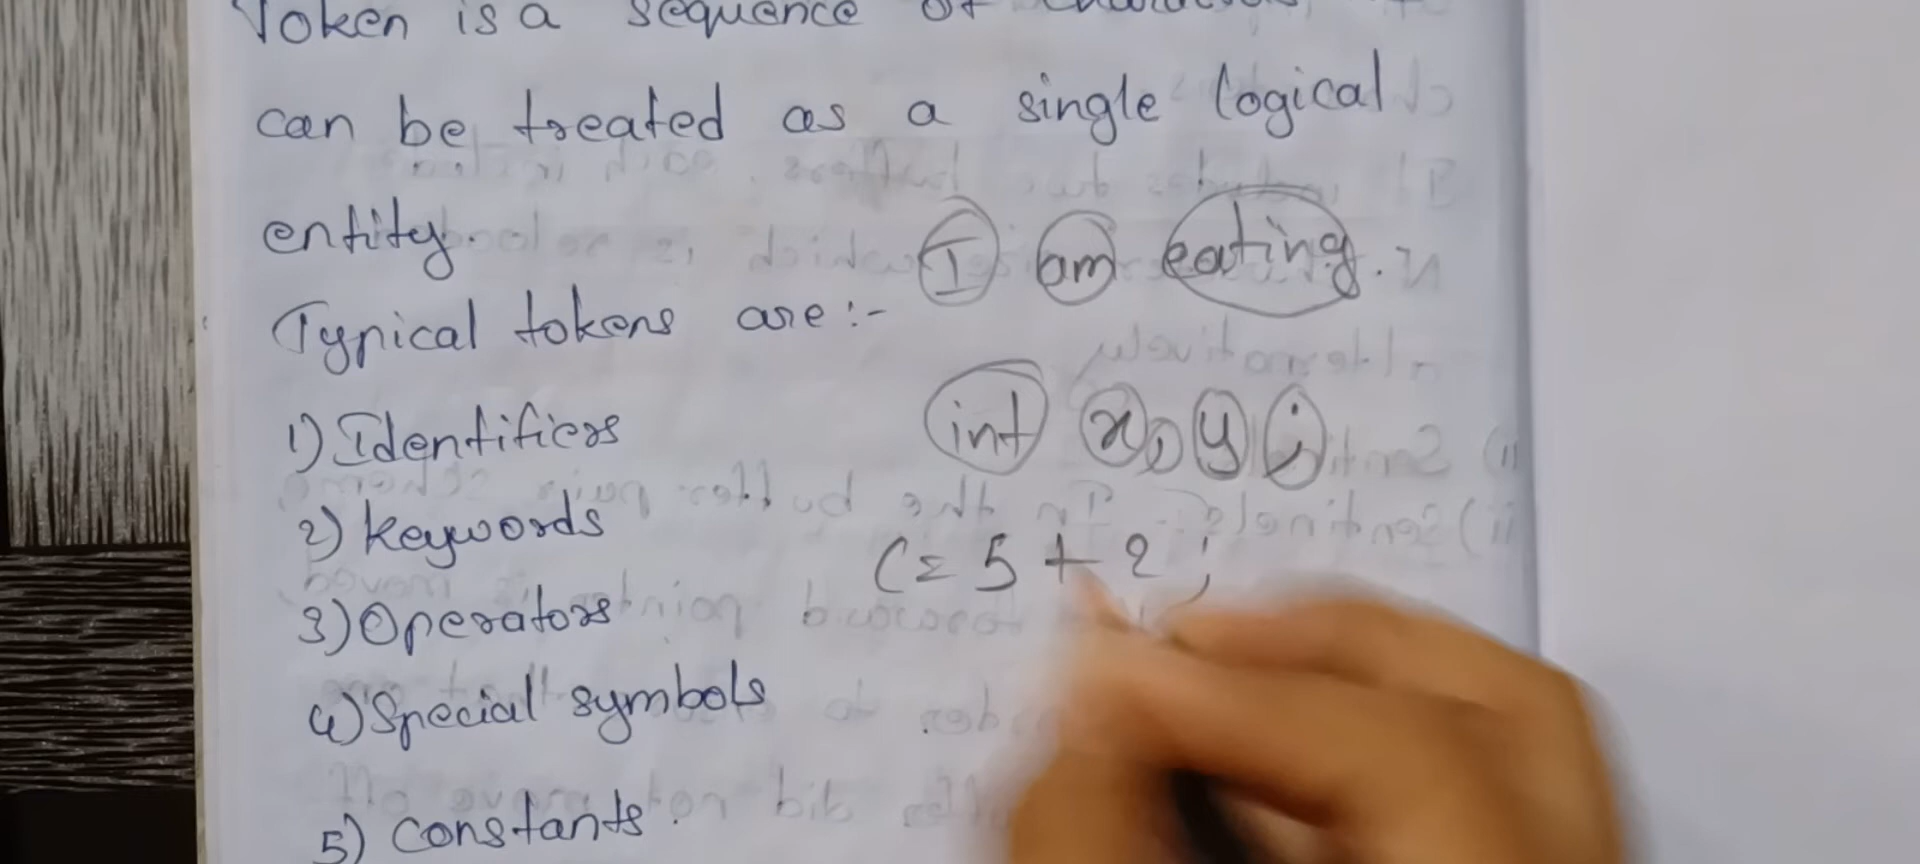 Token is a sequence of
can be treated as a single logical
entity.
I am eating.
Typical tokens are :-
int x, y ;
1) Identifiers
2) keywords
C = 5 + 2 ;
3) Operators
4) Special symbols
5) Constants.